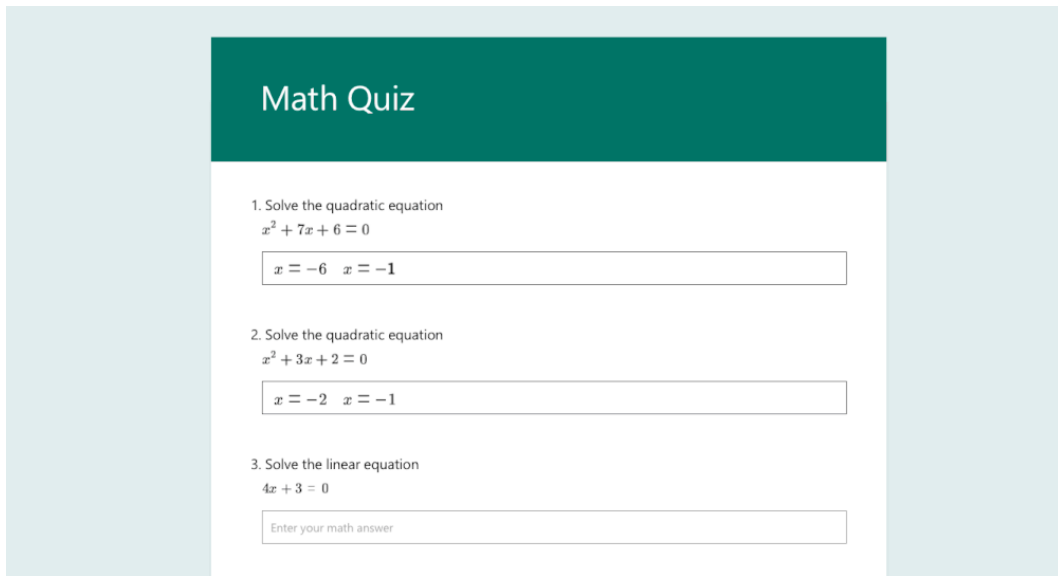 Math Quiz
1. Solve the quadratic equation
x² + 7x + 6 = 0
x = −6   x = −1
2. Solve the quadratic equation
x² + 3x + 2 = 0
x = −2   x = −1
3. Solve the linear equation
4x + 3 = 0
Enter your math answer